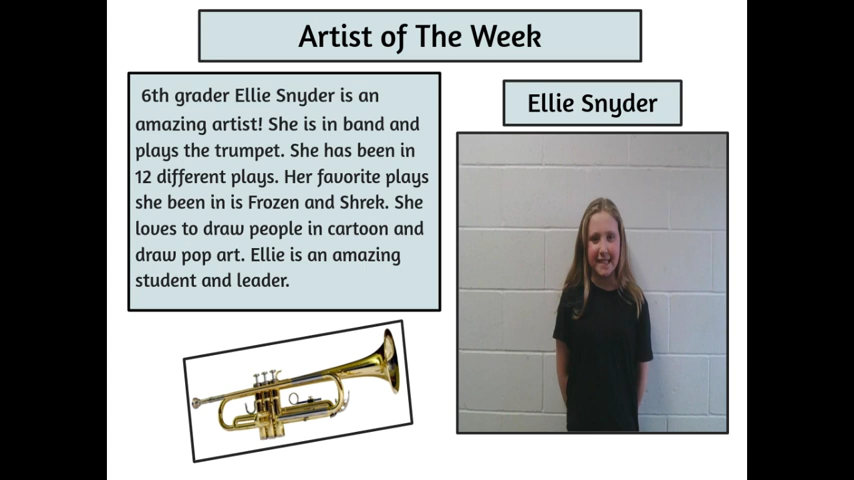 Artist of The Week
6th grader Ellie Snyder is an
amazing artist! She is in band and
plays the trumpet. She has been in
12 different plays. Her favorite plays
she been in is Frozen and Shrek. She
loves to draw people in cartoon and
draw pop art. Ellie is an amazing
student and leader.
Ellie Snyder